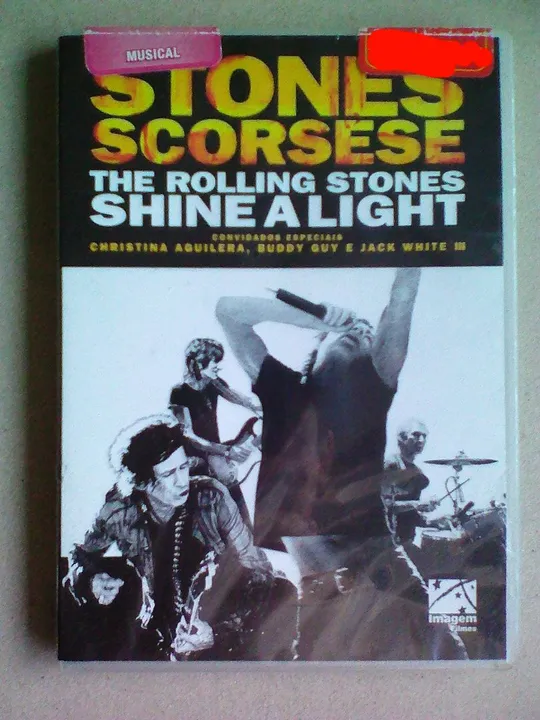 MUSICAL
STONES
SCORSESE
THE ROLLING STONES
SHINE A LIGHT
CONVIDADOS ESPECIAIS
CHRISTINA AGUILERA, BUDDY GUY E JACK WHITE III
Imagem
Filmes